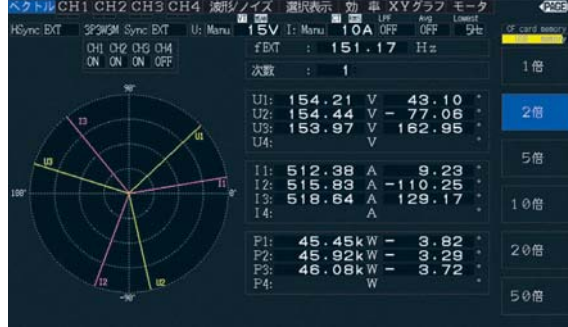 ベクトル CH1 CH2 CH3 CH4 波形/ノイズ 選択表示 効 率 XYグラフ モータ PAGE
HSync EXT 3P3W3M Sync EXT U: Manu 15V I: Manu 10A LPF OFF Avg OFF Lowest 5Hz
CF card memory
CH1 CH2 CH3 CH4
ON ON ON OFF
fEXT : 151.17 Hz
次数 : 1
90°
180°
0°
-90°
I3
U1
U3
I1
I2
U2
U1: 154.21 V 43.10 °
U2: 154.44 V - 77.06 °
U3: 153.97 V 162.95 °
U4: V °
I1: 512.38 A 9.23 °
I2: 515.83 A -110.25 °
I3: 518.64 A 129.17 °
I4: A °
P1: 45.45kW - 3.82 °
P2: 45.92kW - 3.29 °
P3: 46.08kW - 3.72 °
P4: W °
1倍
2倍
5倍
10倍
20倍
50倍